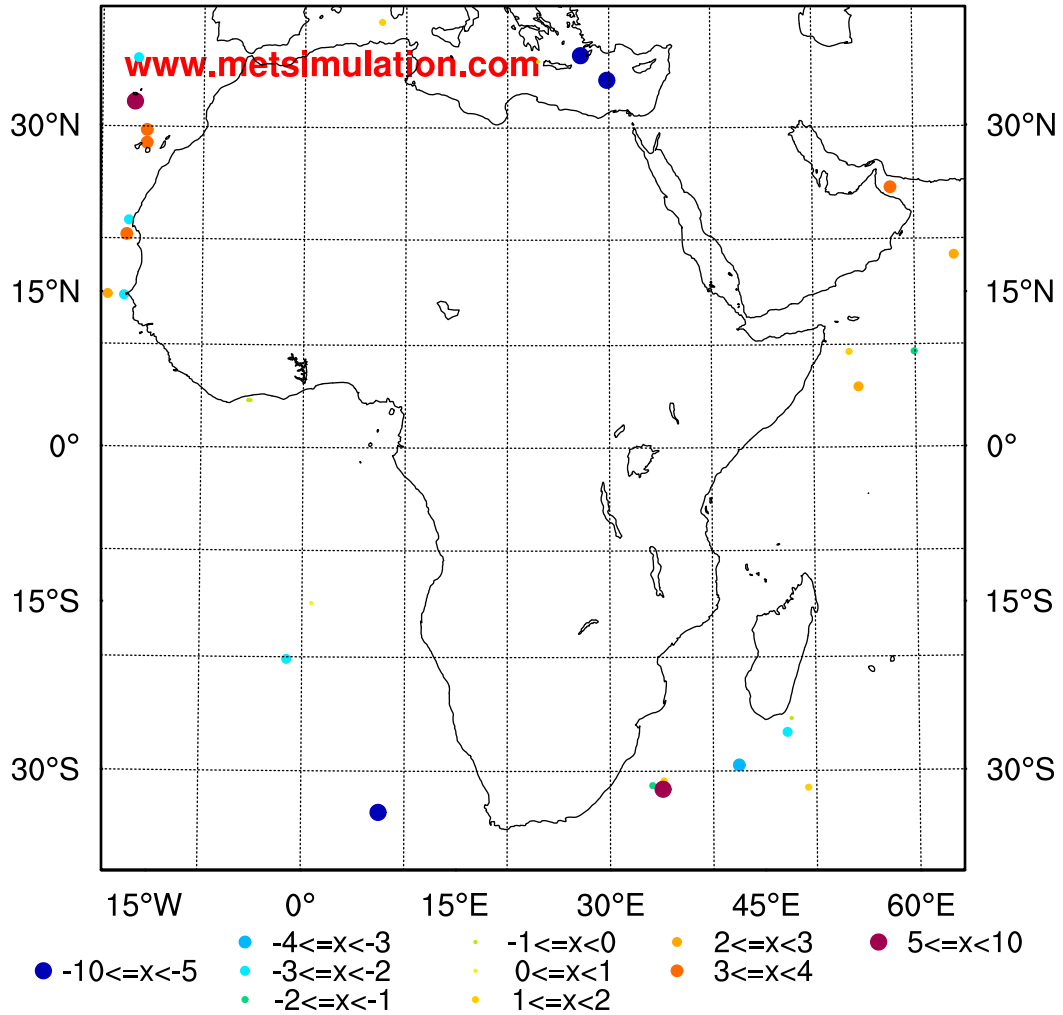 www.metsimulation.com
30°N 30°N
15°N 15°N
0° 0°
15°S 15°S
30°S 30°S
15°W 0° 15°E 30°E 45°E 60°E
-4<=x<-3 -1<=x<0 2<=x<3 5<=x<10
-10<=x<-5 -3<=x<-2 0<=x<1 3<=x<4
-2<=x<-1 1<=x<2